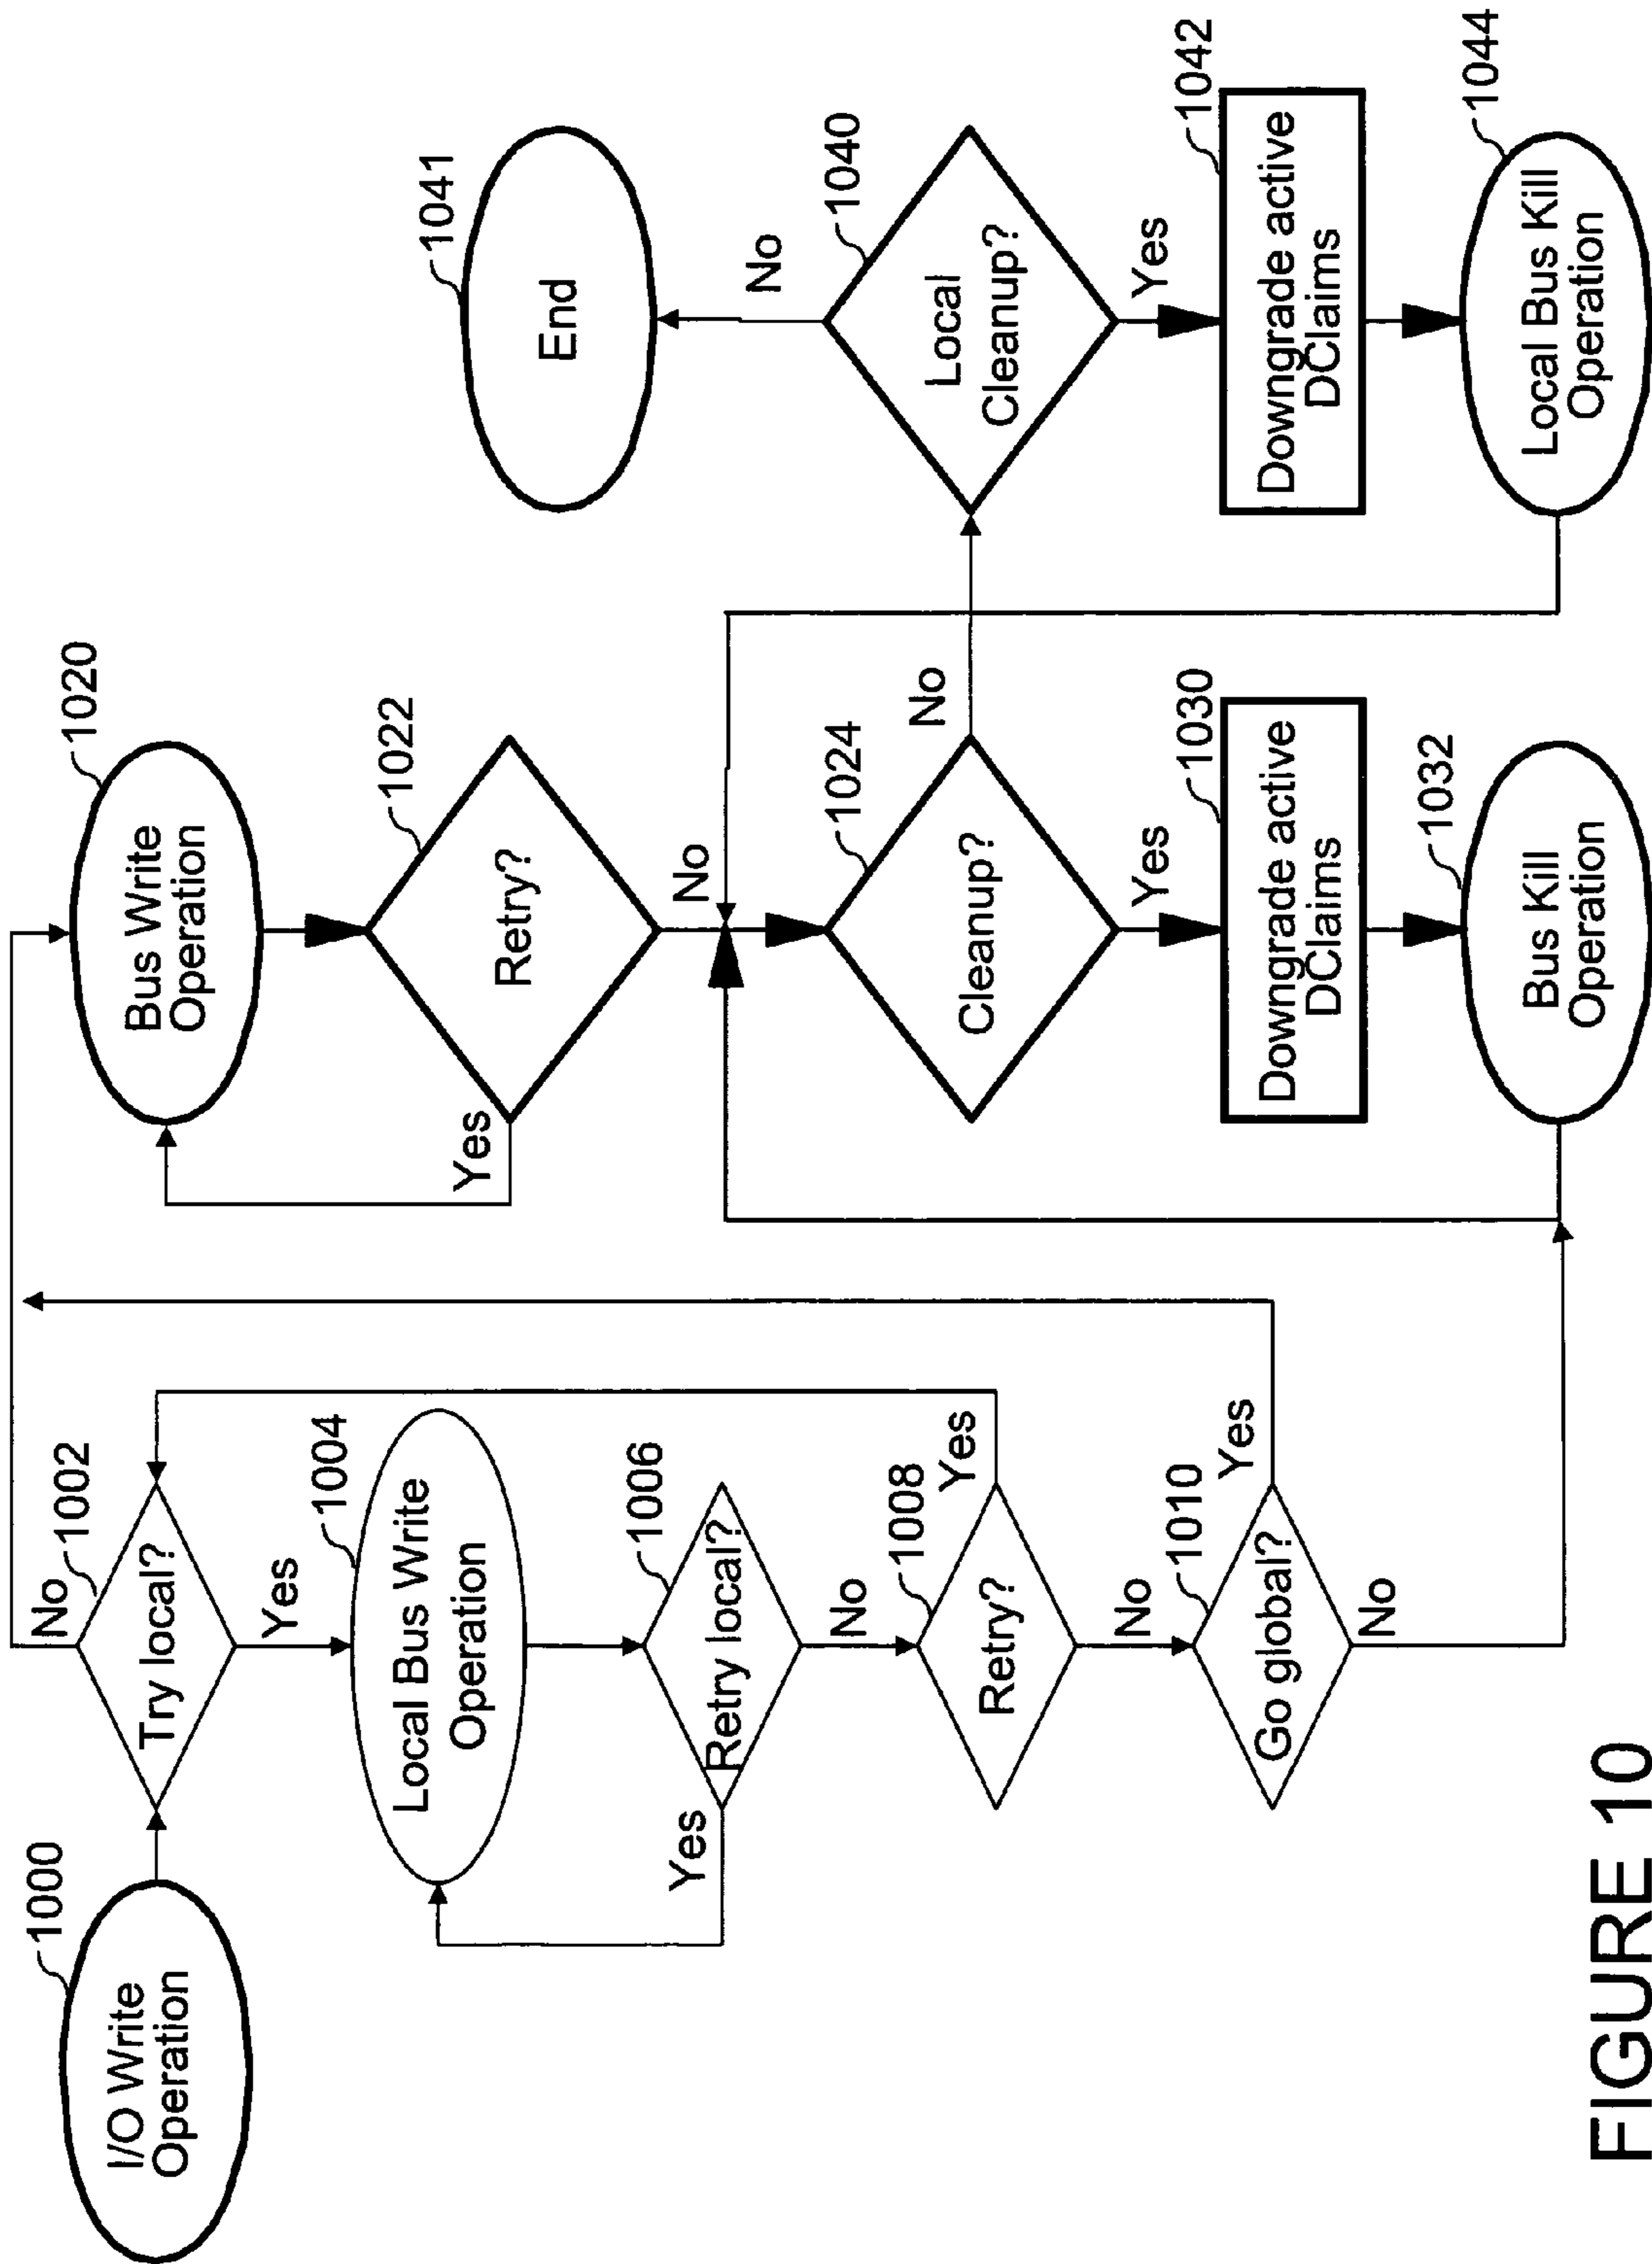 I/O Write
Operation
1000
Try local?
1002
No
Yes
Local Bus Write
Operation
1004
Retry local?
1006
Yes
No
Retry?
1008
Yes
No
Go global?
1010
Yes
No
Bus Write
Operation
1020
Retry?
1022
Yes
No
Cleanup?
1024
No
Yes
Downgrade active
DClaims
1030
Bus Kill
Operation
1032
End
1041
No
Local
Cleanup?
1040
Yes
Downgrade active
DClaims
1042
Local Bus Kill
Operation
1044
FIGURE 10